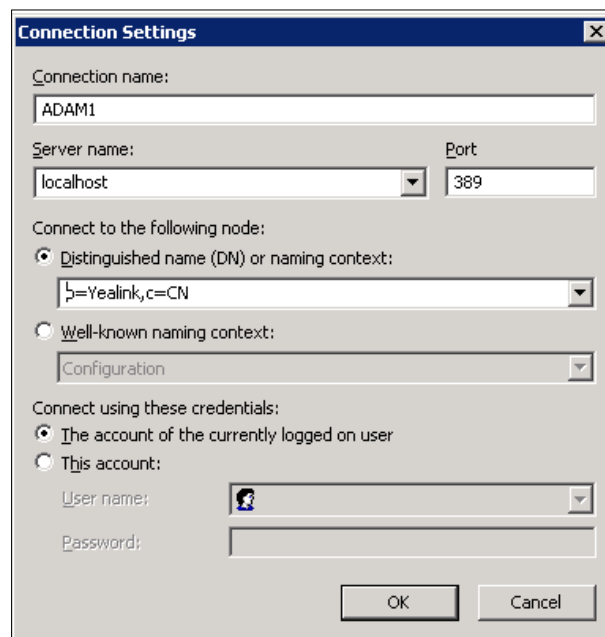 Connection Settings
Connection name:
ADAM1
Server name:
Port
localhost
389
Connect to the following node:
Distinguished name (DN) or naming context:
o=Yealink,c=CN
Well-known naming context:
Configuration
Connect using these credentials:
The account of the currently logged on user
This account:
User name:
Password:
OK
Cancel